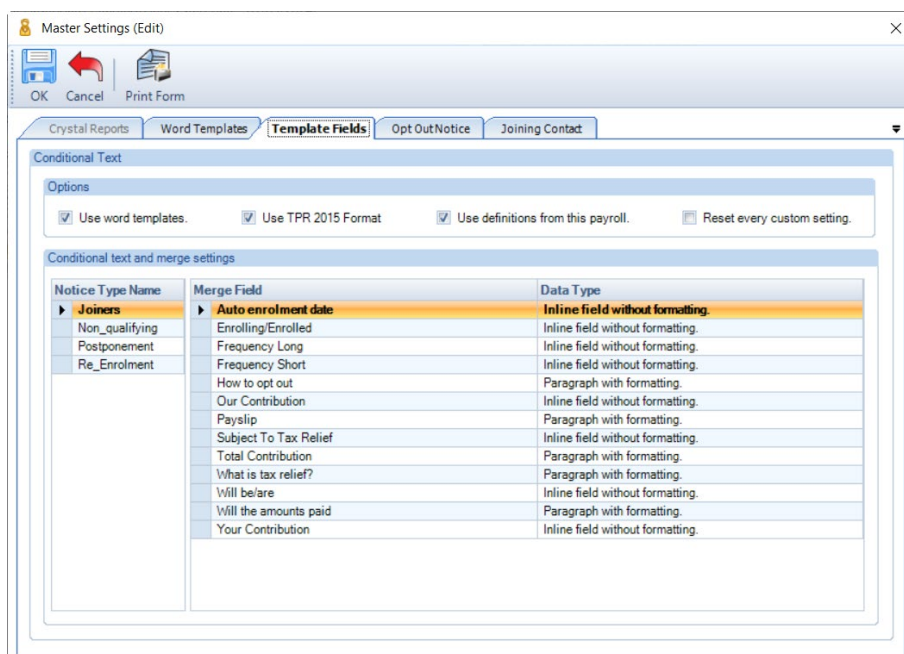 Master Settings (Edit)
OK Cancel Print Form
Crystal Reports Word Templates Template Fields Opt Out Notice Joining Contact
Conditional Text
Options
Use word templates. Use TPR 2015 Format Use definitions from this payroll. Reset every custom setting.
Conditional text and merge settings
Notice Type Name Merge Field Data Type
Joiners Auto enrolment date Inline field without formatting.
Non_qualifying Enrolling/Enrolled Inline field without formatting.
Postponement Frequency Long Inline field without formatting.
Re_Enrolment Frequency Short Inline field without formatting.
How to opt out Paragraph with formatting.
Our Contribution Inline field without formatting.
Payslip Paragraph with formatting.
Subject To Tax Relief Inline field without formatting.
Total Contribution Paragraph with formatting.
What is tax relief? Paragraph with formatting.
Will be/are Inline field without formatting.
Will the amounts paid Paragraph with formatting.
Your Contribution Inline field without formatting.